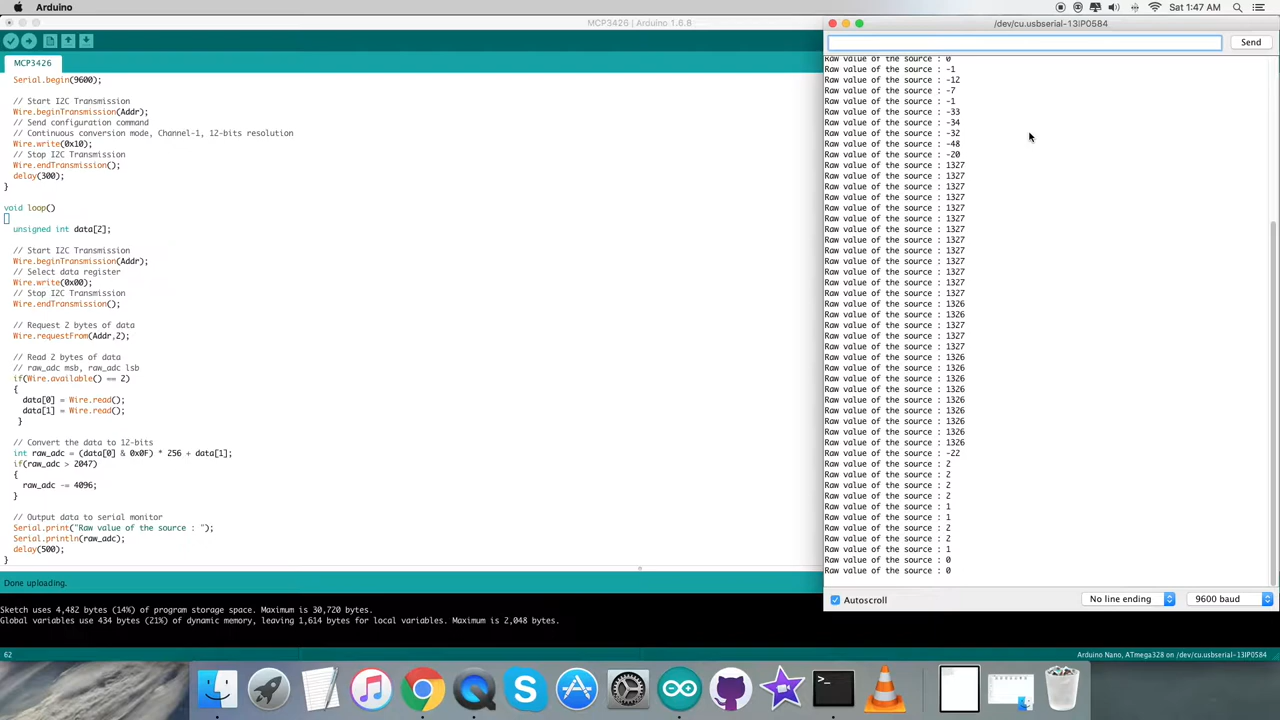 Arduino
Sat 1:47 AM
MCP3426 | Arduino 1.6.8
MCP3426
Serial.begin(9600);
// Start I2C Transmission
Wire.beginTransmission(Addr);
// Send configuration command
// Continuous conversion mode, Channel-1, 12-bits resolution
Wire.write(0x10);
// Stop I2C Transmission
Wire.endTransmission();
delay(300);
}
void loop()
unsigned int data[2];
// Start I2C Transmission
Wire.beginTransmission(Addr);
// Select data register
Wire.write(0x00);
// Stop I2C Transmission
Wire.endTransmission();
// Request 2 bytes of data
Wire.requestFrom(Addr,2);
// Read 2 bytes of data
// raw_adc msb, raw_adc lsb
if(Wire.available() == 2)
{
data[0] = Wire.read();
data[1] = Wire.read();
}
// Convert the data to 12-bits
int raw_adc = (data[0] & 0x0F) * 256 + data[1];
if(raw_adc > 2047)
{
raw_adc -= 4096;
}
// Output data to serial monitor
Serial.print("Raw value of the source : ");
Serial.println(raw_adc);
delay(500);
}
Done uploading.
Sketch uses 4,482 bytes (14%) of program storage space. Maximum is 30,720 bytes.
Global variables use 434 bytes (21%) of dynamic memory, leaving 1,614 bytes for local variables. Maximum is 2,048 bytes.
62
Arduino Nano, ATmega328 on /dev/cu.usbserial-13IP0584
/dev/cu.usbserial-13IP0584
Send
Raw value of the source : 0
Raw value of the source : -1
Raw value of the source : -12
Raw value of the source : -7
Raw value of the source : -1
Raw value of the source : -33
Raw value of the source : -34
Raw value of the source : -32
Raw value of the source : -48
Raw value of the source : -20
Raw value of the source : 1327
Raw value of the source : 1327
Raw value of the source : 1327
Raw value of the source : 1327
Raw value of the source : 1327
Raw value of the source : 1327
Raw value of the source : 1327
Raw value of the source : 1327
Raw value of the source : 1327
Raw value of the source : 1327
Raw value of the source : 1327
Raw value of the source : 1327
Raw value of the source : 1327
Raw value of the source : 1326
Raw value of the source : 1326
Raw value of the source : 1327
Raw value of the source : 1327
Raw value of the source : 1327
Raw value of the source : 1326
Raw value of the source : 1326
Raw value of the source : 1326
Raw value of the source : 1326
Raw value of the source : 1326
Raw value of the source : 1326
Raw value of the source : 1326
Raw value of the source : 1326
Raw value of the source : 1326
Raw value of the source : -22
Raw value of the source : 2
Raw value of the source : 2
Raw value of the source : 2
Raw value of the source : 2
Raw value of the source : 1
Raw value of the source : 1
Raw value of the source : 2
Raw value of the source : 2
Raw value of the source : 1
Raw value of the source : 0
Raw value of the source : 0
Autoscroll
No line ending
9600 baud